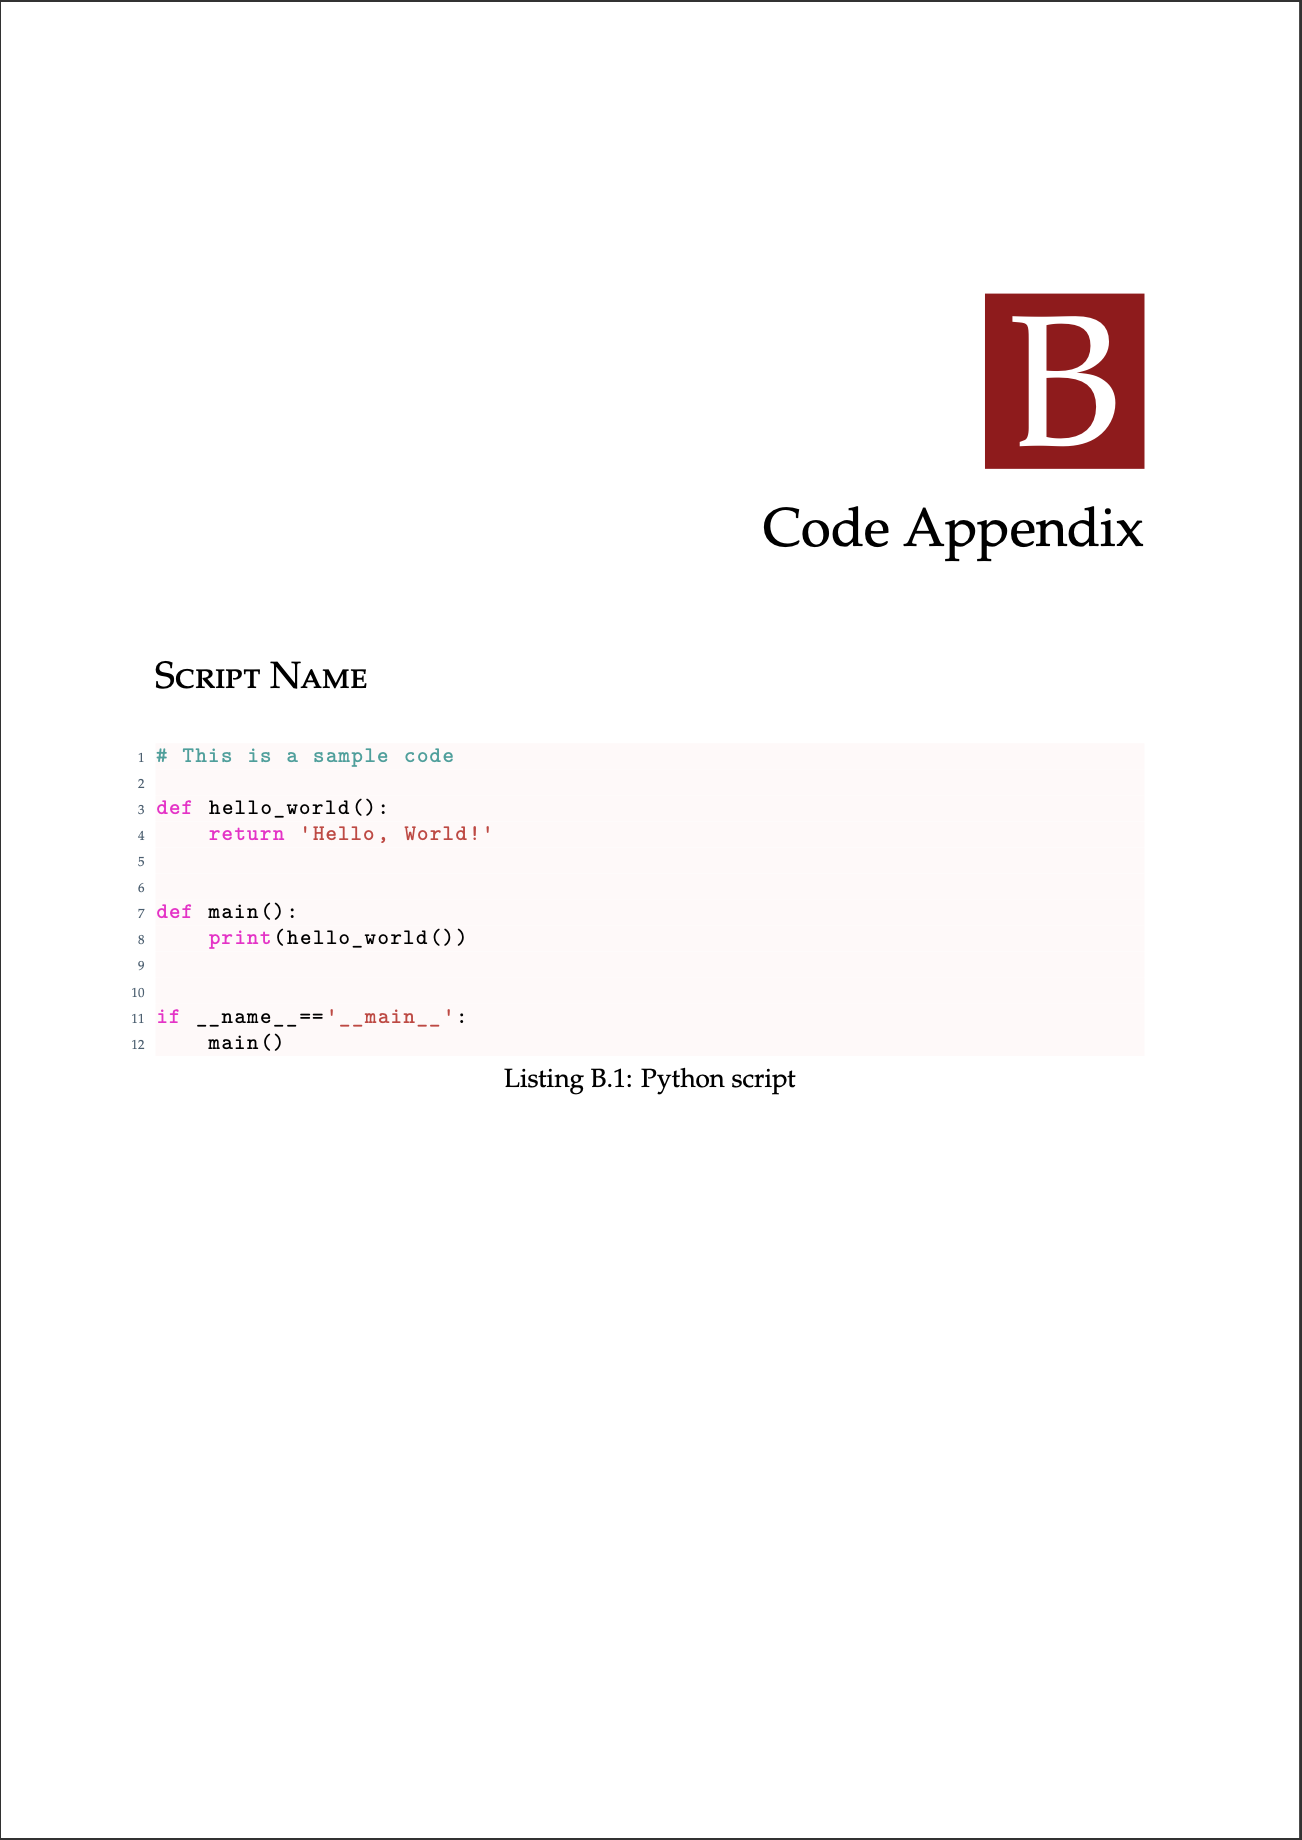 B
Code Appendix
SCRIPT NAME
1 # This is a sample code
2
3 def hello_world():
4     return 'Hello, World!'
5
6
7 def main():
8     print(hello_world())
9
10
11 if __name__=='__main__':
12     main()
Listing B.1: Python script